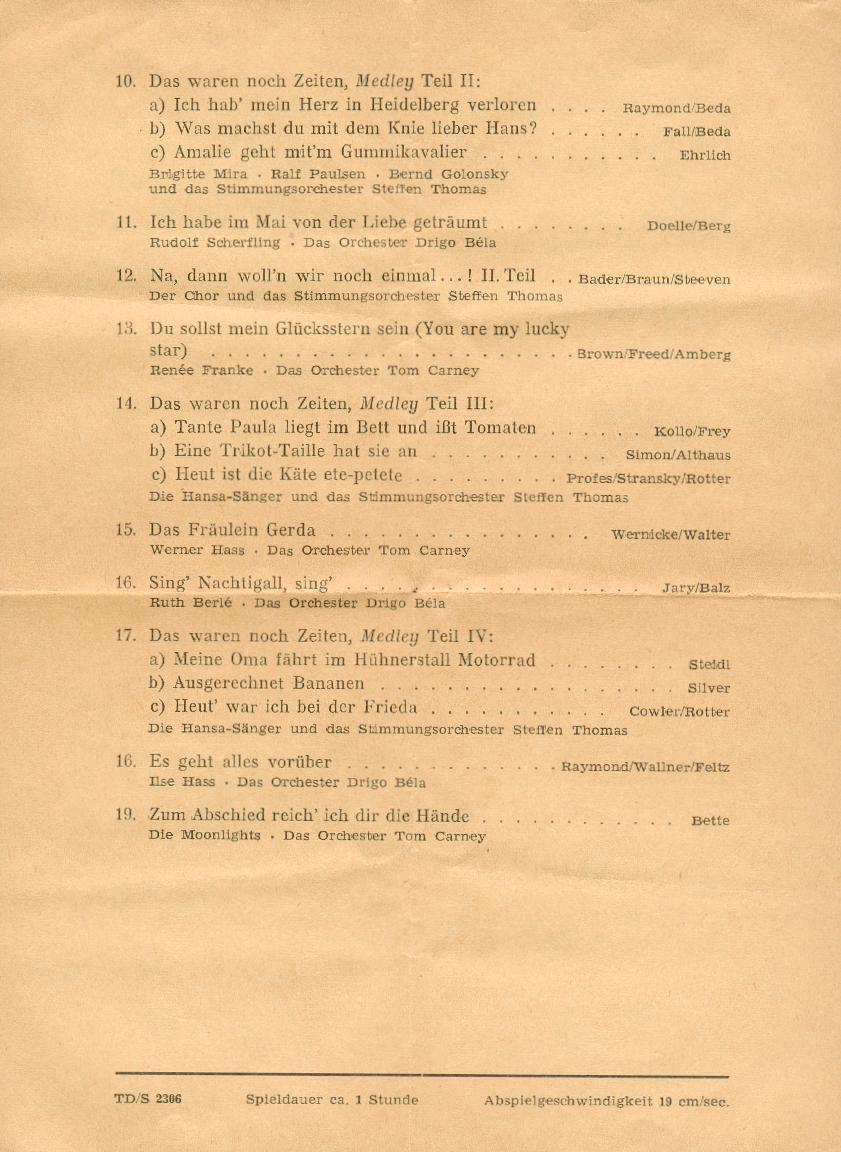 10. Das waren noch Zeiten, Medley Teil II:
a) Ich hab' mein Herz in Heidelberg verloren . . . . Raymond/Beda
b) Was machst du mit dem Knie lieber Hans? . . . . . . Fall/Beda
c) Amalie geht mit'm Gummikavalier . . . . . . . . . . . Ehrlich
Brigitte Mira · Ralf Paulsen · Bernd Golonsky
und das Stimmungsorchester Steffen Thomas
11. Ich habe im Mai von der Liebe geträumt . . . . . . . . Doelle/Berg
Rudolf Scherfling · Das Orchester Drigo Béla
12. Na, dann woll'n wir noch einmal...! II. Teil . . Bader/Braun/Steeven
Der Chor und das Stimmungsorchester Steffen Thomas
13. Du sollst mein Glücksstern sein (You are my lucky
star) . . . . . . . . . . . . . . . . . . . . . . Brown/Freed/Amberg
Renée Franke · Das Orchester Tom Carney
14. Das waren noch Zeiten, Medley Teil III:
a) Tante Paula liegt im Bett und ißt Tomaten . . . . . . Kollo/Frey
b) Eine Trikot-Taille hat sie an . . . . . . . . . . . Simon/Althaus
c) Heut ist die Käte ete-petete . . . . . . . . . Profes/Stransky/Rotter
Die Hansa-Sänger und das Stimmungsorchester Steffen Thomas
15. Das Fräulein Gerda . . . . . . . . . . . . . . . . Wernicke/Walter
Werner Hass · Das Orchester Tom Carney
16. Sing' Nachtigall, sing' . . . . . . . . . . . . . . . . . . Jary/Balz
Ruth Berlé · Das Orchester Drigo Béla
17. Das waren noch Zeiten, Medley Teil IV:
a) Meine Oma fährt im Hühnerstall Motorrad . . . . . . . . Steidl
b) Ausgerechnet Bananen . . . . . . . . . . . . . . . . . . Silver
c) Heut' war ich bei der Frieda . . . . . . . . . . . Cowler/Rotter
Die Hansa-Sänger und das Stimmungsorchester Steffen Thomas
16. Es geht alles vorüber . . . . . . . . . . . . . Raymond/Wallner/Feltz
Ilse Hass · Das Orchester Drigo Béla
19. Zum Abschied reich' ich dir die Hände . . . . . . . . . . . . Bette
Die Moonlights · Das Orchester Tom Carney
TD/S 2306 Spieldauer ca. 1 Stunde Abspielgeschwindigkeit 19 cm/sec.